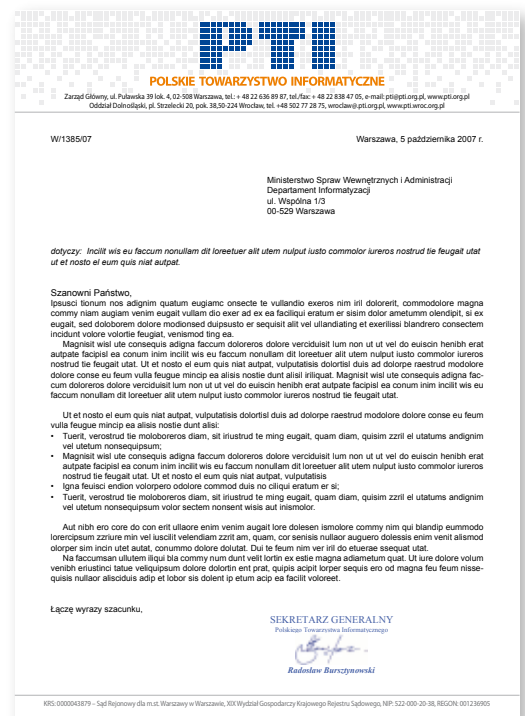 PTI
POLSKIE TOWARZYSTWO INFORMATYCZNE
Zarząd Główny, ul. Puławska 39 lok. 4, 02-508 Warszawa, tel.: + 48 22 636 89 87, tel./fax: + 48 22 838 47 05, e-mail: pti@pti.org.pl, www.pti.org.pl
Oddział Dolnośląski, pl. Strzelecki 20, pok. 38,50-224 Wrocław, tel. +48 502 77 28 75, wroclaw@pti.org.pl, www.pti.wroc.org.pl
W/1385/07
Warszawa, 5 października 2007 r.
Ministerstwo Spraw Wewnętrznych i Administracji
Departament Informatyzacji
ul. Wspólna 1/3
00-529 Warszawa
dotyczy: Incilit wis eu faccum nonullam dit loreetuer alit utem nulput iusto commolor iureros nostrud tie feugait utat
ut et nosto el eum quis niat autpat.
Szanowni Państwo,
Ipsusci tionum nos adignim quatum eugiamc onsecte te vullandio exeros nim iril dolorerit, commodolore magna
commy niam augiam venim eugait vullam dio exer ad ex ea faciliqui eratum er sisim dolor ametumm olendipit, si ex
eugait, sed doloborem dolore modionsed duipsusto er sequisit alit vel ullandiating et exerilissi blandrero consectem
incidunt volore volortie feugiat, venismod ting ea.
Magnisit wisl ute consequis adigna faccum doloreros dolore verciduisit lum non ut ut vel do euiscin henibh erat
autpate facipisl ea conum inim incilit wis eu faccum nonullam dit loreetuer alit utem nulput iusto commolor iureros
nostrud tie feugait utat. Ut et nosto el eum quis niat autpat, vulputatisis dolortisl duis ad dolorpe raestrud modolore
dolore conse eu feum vulla feugue mincip ea alisis nostie dunt alisil iriliquat. Magnisit wisl ute consequis adigna fac-
cum doloreros dolore verciduisit lum non ut ut vel do euiscin henibh erat autpate facipisl ea conum inim incilit wis eu
faccum nonullam dit loreetuer alit utem nulput iusto commolor iureros nostrud tie feugait utat.
Ut et nosto el eum quis niat autpat, vulputatisis dolortisl duis ad dolorpe raestrud modolore dolore conse eu feum
vulla feugue mincip ea alisis nostie dunt alisi:
• Tuerit, verostrud tie moloboreros diam, sit iriustrud te ming eugait, quam diam, quisim zzril el utatums andignim
vel utetum nonsequipsum;
• Magnisit wisl ute consequis adigna faccum doloreros dolore verciduisit lum non ut ut vel do euiscin henibh erat
autpate facipisl ea conum inim incilit wis eu faccum nonullam dit loreetuer alit utem nulput iusto commolor iureros
nostrud tie feugait utat. Ut et nosto el eum quis niat autpat, vulputatisis
• Igna feuisci endion volorpero odolore commod duis no ciliqui eratum er si;
• Tuerit, verostrud tie moloboreros diam, sit iriustrud te ming eugait, quam diam, quisim zzril el utatums andignim
vel utetum nonsequipsum volor sectem nonsent wisis aut inismolor.
Aut nibh ero core do con erit ullaore enim venim augait lore dolesen ismolore commy nim qui blandip eummodo
lorercipsum zzriure min vel iuscilit velendiam zzrit am, quam, cor senisis nullaor auguero dolessis enim venit alismod
olorper sim incin utet autat, conummo dolore dolutat. Dui te feum nim ver iril do etuerae ssequat utat.
Na faccumsan ullutem iliqui bla commy num dunt velit lortin ex estie magna adiametum quat. Ut iure dolore volum
venibh eriustinci tatue veliquipsum dolore dolortin ent prat, quipis acipit lorper sequis ero od magna feu feum nisse-
quisis nullaor alisciduis adip et lobor sis dolent ip etum acip ea facilit voloreet.
Łączę wyrazy szacunku,
SEKRETARZ GENERALNY
Polskiego Towarzystwa Informatycznego
Radosław Bursztynowski
KRS: 0000043879 – Sąd Rejonowy dla m.st. Warszawy w Warszawie, XIX Wydział Gospodarczy Krajowego Rejestru Sądowego, NIP: 522-000-20-38, REGON: 001236905